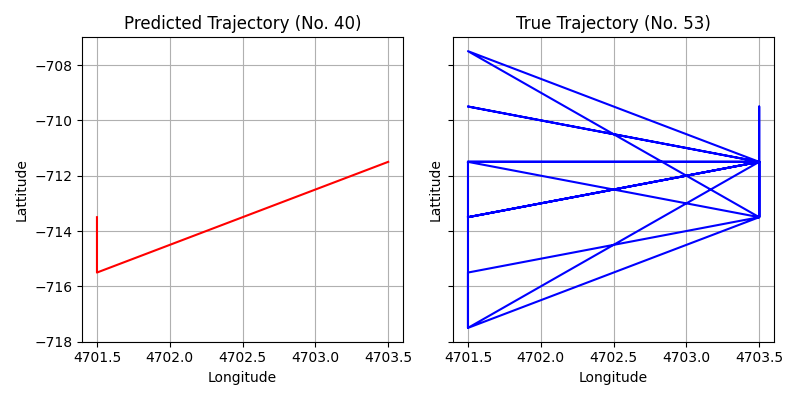 Predicted Trajectory (No. 40)
True Trajectory (No. 53)
Lattitude
−708
−710
−712
−714
−716
−718
4701.5 4702.0 4702.5 4703.0 4703.5
Longitude
Lattitude
4701.5 4702.0 4702.5 4703.0 4703.5
Longitude